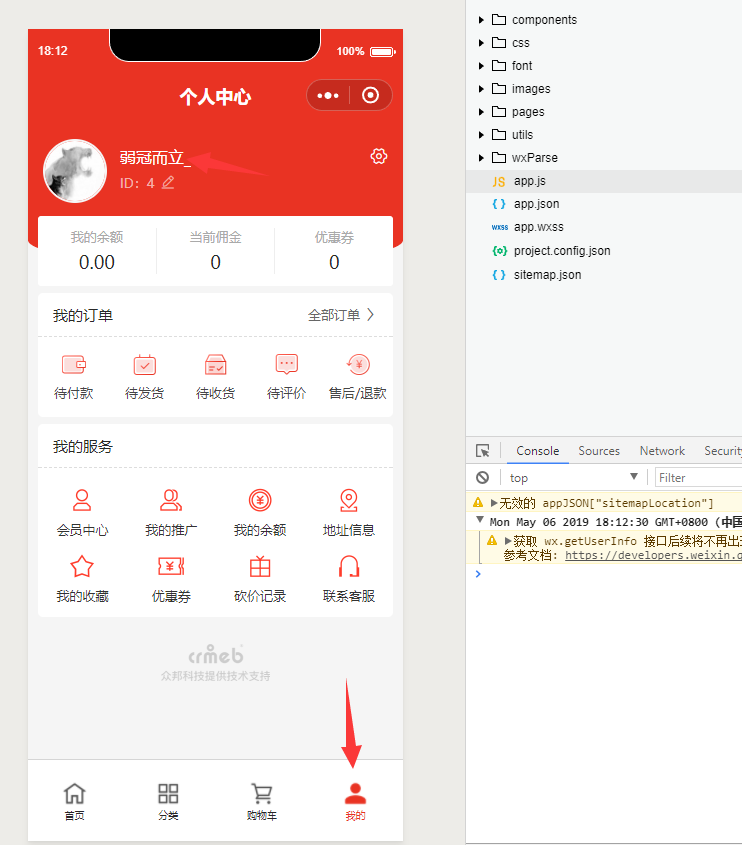 18:12
100%
个人中心
弱冠而立_
ID: 4
我的余额 当前佣金 优惠券
0.00 0 0
我的订单 全部订单
待付款 待发货 待收货 待评价 售后/退款
我的服务
会员中心 我的推广 我的余额 地址信息
我的收藏 优惠券 砍价记录 联系客服
crmeb
众邦科技提供技术支持
首页 分类 购物车 我的
components
css
font
images
pages
utils
wxParse
JS app.js
{ } app.json
WXSS app.wxss
{o} project.config.json
{ } sitemap.json
Console Sources Network Security
top Filter
无效的 appJSON["sitemapLocation"]
Mon May 06 2019 18:12:30 GMT+0800 (中国
获取 wx.getUserInfo 接口后续将不再出
参考文档: https://developers.weixin.q